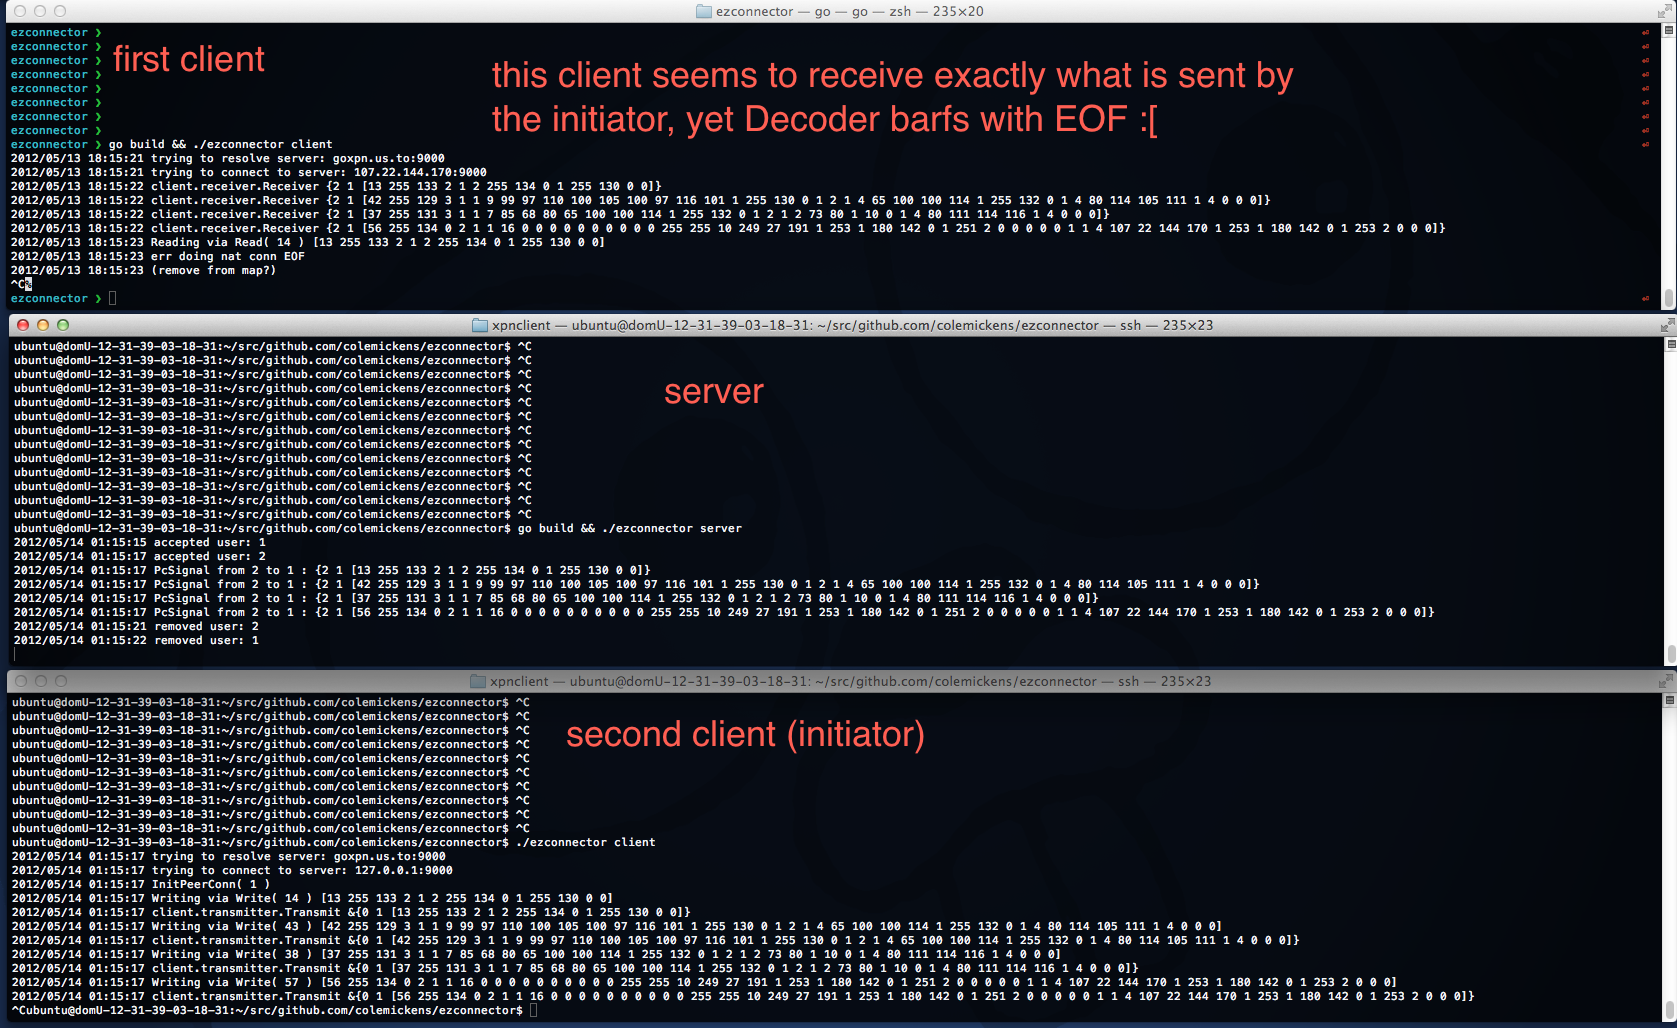 ezconnector — go — go — zsh — 235×20
ezconnector ❯
ezconnector ❯
ezconnector ❯
ezconnector ❯
ezconnector ❯
ezconnector ❯
ezconnector ❯
ezconnector ❯
first client
this client seems to receive exactly what is sent by
the initiator, yet Decoder barfs with EOF :[
ezconnector ❯ go build && ./ezconnector client
2012/05/13 18:15:21 trying to resolve server: goxpn.us.to:9000
2012/05/13 18:15:21 trying to connect to server: 107.22.144.170:9000
2012/05/13 18:15:22 client.receiver.Receiver {2 1 [13 255 133 2 1 2 255 134 0 1 255 130 0 0]}
2012/05/13 18:15:22 client.receiver.Receiver {2 1 [42 255 129 3 1 1 9 99 97 110 100 105 100 97 116 101 1 255 130 0 1 2 1 4 65 100 100 114 1 255 132 0 1 4 80 114 105 111 1 4 0 0 0]}
2012/05/13 18:15:22 client.receiver.Receiver {2 1 [37 255 131 3 1 1 7 85 68 80 65 100 100 114 1 255 132 0 1 2 1 2 73 80 1 10 0 1 4 80 111 114 116 1 4 0 0 0]}
2012/05/13 18:15:22 client.receiver.Receiver {2 1 [56 255 134 0 2 1 1 16 0 0 0 0 0 0 0 0 0 0 255 255 10 249 27 191 1 253 1 180 142 0 1 251 2 0 0 0 0 0 1 1 4 107 22 144 170 1 253 1 180 142 0 1 253 2 0 0 0]}
2012/05/13 18:15:23 Reading via Read( 14 ) [13 255 133 2 1 2 255 134 0 1 255 130 0 0]
2012/05/13 18:15:23 err doing nat conn EOF
2012/05/13 18:15:23 (remove from map?)
^C%
ezconnector ❯
xpnclient — ubuntu@domU-12-31-39-03-18-31: ~/src/github.com/colemickens/ezconnector — ssh — 235×23
ubuntu@domU-12-31-39-03-18-31:~/src/github.com/colemickens/ezconnector$ ^C
ubuntu@domU-12-31-39-03-18-31:~/src/github.com/colemickens/ezconnector$ ^C
ubuntu@domU-12-31-39-03-18-31:~/src/github.com/colemickens/ezconnector$ ^C
ubuntu@domU-12-31-39-03-18-31:~/src/github.com/colemickens/ezconnector$ ^C
ubuntu@domU-12-31-39-03-18-31:~/src/github.com/colemickens/ezconnector$ ^C
ubuntu@domU-12-31-39-03-18-31:~/src/github.com/colemickens/ezconnector$ ^C
ubuntu@domU-12-31-39-03-18-31:~/src/github.com/colemickens/ezconnector$ ^C
ubuntu@domU-12-31-39-03-18-31:~/src/github.com/colemickens/ezconnector$ ^C
ubuntu@domU-12-31-39-03-18-31:~/src/github.com/colemickens/ezconnector$ ^C
ubuntu@domU-12-31-39-03-18-31:~/src/github.com/colemickens/ezconnector$ ^C
ubuntu@domU-12-31-39-03-18-31:~/src/github.com/colemickens/ezconnector$ ^C
ubuntu@domU-12-31-39-03-18-31:~/src/github.com/colemickens/ezconnector$ ^C
ubuntu@domU-12-31-39-03-18-31:~/src/github.com/colemickens/ezconnector$ ^C
server
ubuntu@domU-12-31-39-03-18-31:~/src/github.com/colemickens/ezconnector$ go build && ./ezconnector server
2012/05/14 01:15:15 accepted user: 1
2012/05/14 01:15:17 accepted user: 2
2012/05/14 01:15:17 PcSignal from 2 to 1 : {2 1 [13 255 133 2 1 2 255 134 0 1 255 130 0 0]}
2012/05/14 01:15:17 PcSignal from 2 to 1 : {2 1 [42 255 129 3 1 1 9 99 97 110 100 105 100 97 116 101 1 255 130 0 1 2 1 4 65 100 100 114 1 255 132 0 1 4 80 114 105 111 1 4 0 0 0]}
2012/05/14 01:15:17 PcSignal from 2 to 1 : {2 1 [37 255 131 3 1 1 7 85 68 80 65 100 100 114 1 255 132 0 1 2 1 2 73 80 1 10 0 1 4 80 111 114 116 1 4 0 0 0]}
2012/05/14 01:15:17 PcSignal from 2 to 1 : {2 1 [56 255 134 0 2 1 1 16 0 0 0 0 0 0 0 0 0 0 255 255 10 249 27 191 1 253 1 180 142 0 1 251 2 0 0 0 0 0 1 1 4 107 22 144 170 1 253 1 180 142 0 1 253 2 0 0 0]}
2012/05/14 01:15:21 removed user: 2
2012/05/14 01:15:22 removed user: 1
xpnclient — ubuntu@domU-12-31-39-03-18-31: ~/src/github.com/colemickens/ezconnector — ssh — 235×23
ubuntu@domU-12-31-39-03-18-31:~/src/github.com/colemickens/ezconnector$ ^C
ubuntu@domU-12-31-39-03-18-31:~/src/github.com/colemickens/ezconnector$ ^C
ubuntu@domU-12-31-39-03-18-31:~/src/github.com/colemickens/ezconnector$ ^C
ubuntu@domU-12-31-39-03-18-31:~/src/github.com/colemickens/ezconnector$ ^C
ubuntu@domU-12-31-39-03-18-31:~/src/github.com/colemickens/ezconnector$ ^C
ubuntu@domU-12-31-39-03-18-31:~/src/github.com/colemickens/ezconnector$ ^C
ubuntu@domU-12-31-39-03-18-31:~/src/github.com/colemickens/ezconnector$ ^C
ubuntu@domU-12-31-39-03-18-31:~/src/github.com/colemickens/ezconnector$ ^C
ubuntu@domU-12-31-39-03-18-31:~/src/github.com/colemickens/ezconnector$ ^C
ubuntu@domU-12-31-39-03-18-31:~/src/github.com/colemickens/ezconnector$ ^C
second client (initiator)
ubuntu@domU-12-31-39-03-18-31:~/src/github.com/colemickens/ezconnector$ ./ezconnector client
2012/05/14 01:15:17 trying to resolve server: goxpn.us.to:9000
2012/05/14 01:15:17 trying to connect to server: 127.0.0.1:9000
2012/05/14 01:15:17 InitPeerConn( 1 )
2012/05/14 01:15:17 Writing via Write( 14 ) [13 255 133 2 1 2 255 134 0 1 255 130 0 0]
2012/05/14 01:15:17 client.transmitter.Transmit &{0 1 [13 255 133 2 1 2 255 134 0 1 255 130 0 0]}
2012/05/14 01:15:17 Writing via Write( 43 ) [42 255 129 3 1 1 9 99 97 110 100 105 100 97 116 101 1 255 130 0 1 2 1 4 65 100 100 114 1 255 132 0 1 4 80 114 105 111 1 4 0 0 0]
2012/05/14 01:15:17 client.transmitter.Transmit &{0 1 [42 255 129 3 1 1 9 99 97 110 100 105 100 97 116 101 1 255 130 0 1 2 1 4 65 100 100 114 1 255 132 0 1 4 80 114 105 111 1 4 0 0 0]}
2012/05/14 01:15:17 Writing via Write( 38 ) [37 255 131 3 1 1 7 85 68 80 65 100 100 114 1 255 132 0 1 2 1 2 73 80 1 10 0 1 4 80 111 114 116 1 4 0 0 0]
2012/05/14 01:15:17 client.transmitter.Transmit &{0 1 [37 255 131 3 1 1 7 85 68 80 65 100 100 114 1 255 132 0 1 2 1 2 73 80 1 10 0 1 4 80 111 114 116 1 4 0 0 0]}
2012/05/14 01:15:17 Writing via Write( 57 ) [56 255 134 0 2 1 1 16 0 0 0 0 0 0 0 0 0 0 255 255 10 249 27 191 1 253 1 180 142 0 1 251 2 0 0 0 0 0 1 1 4 107 22 144 170 1 253 1 180 142 0 1 253 2 0 0 0]
2012/05/14 01:15:17 client.transmitter.Transmit &{0 1 [56 255 134 0 2 1 1 16 0 0 0 0 0 0 0 0 0 0 255 255 10 249 27 191 1 253 1 180 142 0 1 251 2 0 0 0 0 0 1 1 4 107 22 144 170 1 253 1 180 142 0 1 253 2 0 0 0]}
^Cubuntu@domU-12-31-39-03-18-31:~/src/github.com/colemickens/ezconnector$